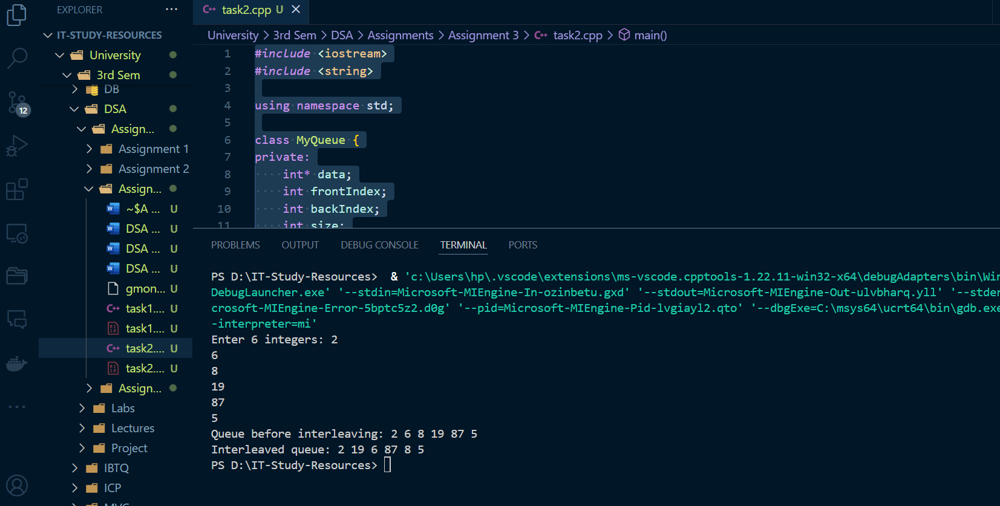 EXPLORER
IT-STUDY-RESOURCES
University
3rd Sem
DB
DSA
Assign...
Assignment 1
Assignment 2
Assign...
~$A ... U
DSA ... U
DSA ... U
DSA ... U
gmon... U
task1.... U
task1.... U
task2.... U
task2.... U
Assign...
Labs
Lectures
Project
IBTQ
ICP
12
C++ task2.cpp U
University > 3rd Sem > DSA > Assignments > Assignment 3 > C++ task2.cpp > main()
1 #include <iostream>
2 #include <string>
3
4 using namespace std;
5
6 class MyQueue {
7 private:
8 int* data;
9 int frontIndex;
10 int backIndex;
11 int size;
PROBLEMS OUTPUT DEBUG CONSOLE TERMINAL PORTS
PS D:\IT-Study-Resources> & 'c:\Users\hp\.vscode\extensions\ms-vscode.cpptools-1.22.11-win32-x64\debugAdapters\bin\Win
DebugLauncher.exe' '--stdin=Microsoft-MIEngine-In-ozinbetu.gxd' '--stdout=Microsoft-MIEngine-Out-ulvbharq.yll' '--stder
crosoft-MIEngine-Error-5bptc5z2.d0g' '--pid=Microsoft-MIEngine-Pid-lvgiayl2.qto' '--dbgExe=C:\msys64\ucrt64\bin\gdb.exe
-interpreter=mi'
Enter 6 integers: 2
6
8
19
87
5
Queue before interleaving: 2 6 8 19 87 5
Interleaved queue: 2 19 6 87 8 5
PS D:\IT-Study-Resources>